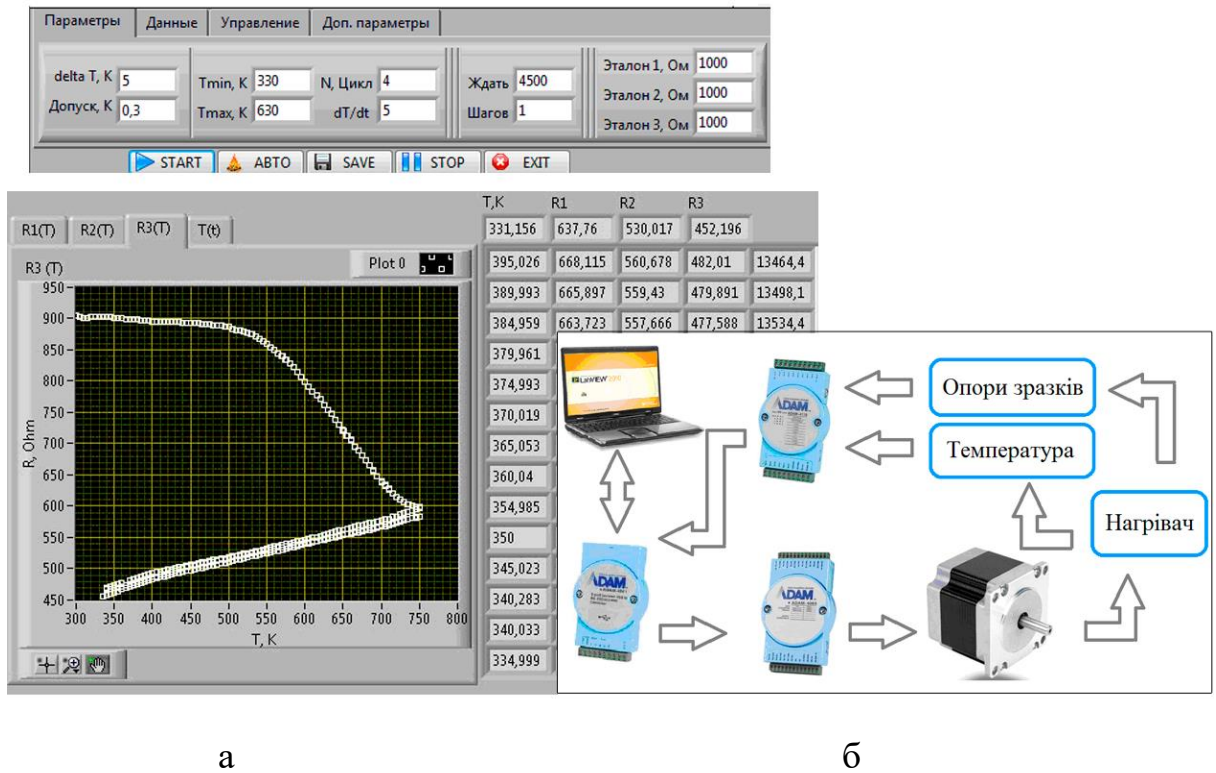 Параметры Данные Управление Доп. параметры
delta T, К 5
Допуск, К 0,3
Tmin, К 330
Tmax, К 630
N, Цикл 4
dT/dt 5
Ждать 4500
Шагов 1
Эталон 1, Ом 1000
Эталон 2, Ом 1000
Эталон 3, Ом 1000
START АВТО SAVE STOP EXIT
R1(T) R2(T) R3(T) T(t)
R3 (T)
Plot 0
950
900
850
800
750
700
650
600
550
500
450
R, Ohm
300 350 400 450 500 550 600 650 700 750 800
T, K
T,K R1 R2 R3
331,156 637,76 530,017 452,196
395,026 668,115 560,678 482,01 13464,4
389,993 665,897 559,43 479,891 13498,1
384,959 663,723 557,666 477,588 13534,4
379,961
374,993
370,019
365,053
360,04
354,985
350
345,023
340,283
340,033
334,999
LabVIEW
ADAM
Опори зразків
Температура
Нагрівач
ADAM
ADAM
а
б